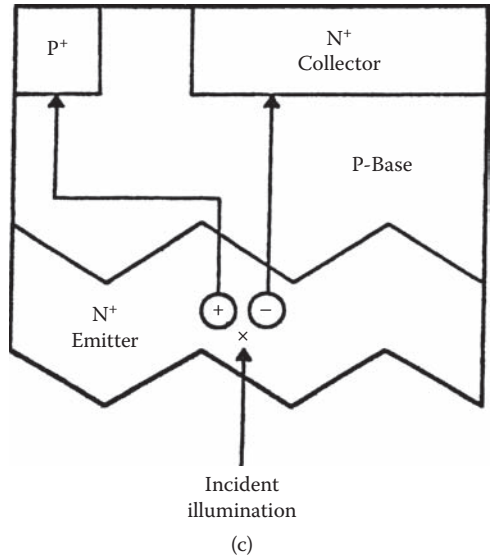 P+
N+
Collector
P-Base
N+
Emitter
+
−
×
Incident
illumination
(c)